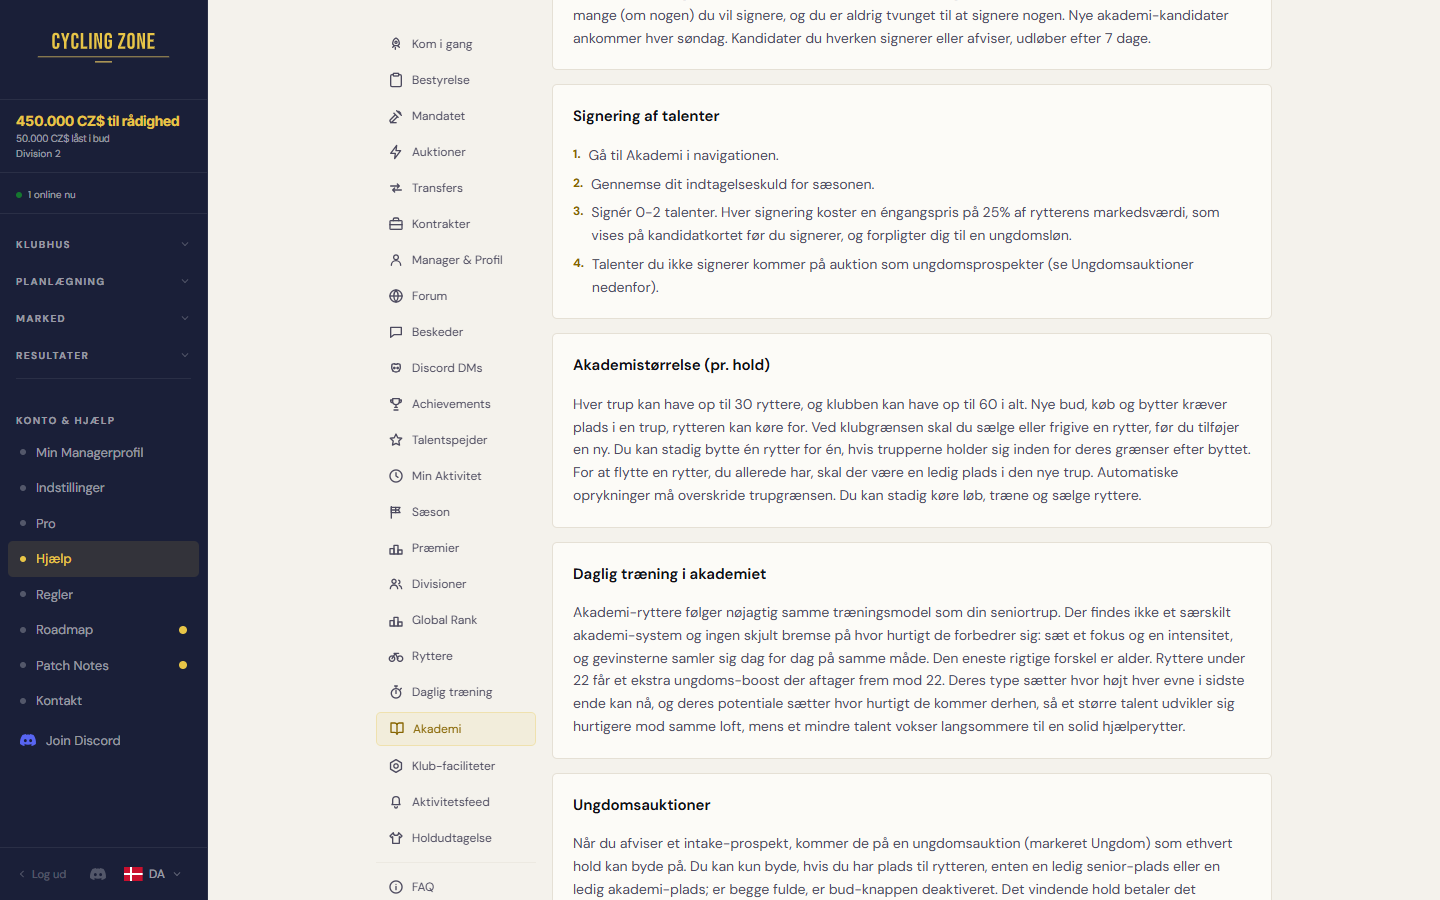 CYCLING ZONE
450.000 CZ$ til rådighed
50.000 CZ$ låst i bud
Division 2
1 online nu
KLUBHUS
PLANLÆGNING
MARKED
RESULTATER
KONTO & HJÆLP
Min Managerprofil
Indstillinger
Pro
Hjælp
Regler
Roadmap
Patch Notes
Kontakt
Join Discord
Log ud
DA
Kom i gang
Bestyrelse
Mandatet
Auktioner
Transfers
Kontrakter
Manager & Profil
Forum
Beskeder
Discord DMs
Achievements
Talentspejder
Min Aktivitet
Sæson
Præmier
Divisioner
Global Rank
Ryttere
Daglig træning
Akademi
Klub-faciliteter
Aktivitetsfeed
Holdudtagelse
FAQ
mange (om nogen) du vil signere, og du er aldrig tvunget til at signere nogen. Nye akademi-kandidater
ankommer hver søndag. Kandidater du hverken signerer eller afviser, udløber efter 7 dage.
Signering af talenter
1. Gå til Akademi i navigationen.
2. Gennemse dit indtagelseskuld for sæsonen.
3. Signér 0-2 talenter. Hver signering koster en éngangspris på 25% af rytterens markedsværdi, som
vises på kandidatkortet før du signerer, og forpligter dig til en ungdomsløn.
4. Talenter du ikke signerer kommer på auktion som ungdomsprospekter (se Ungdomsauktioner
nedenfor).
Akademistørrelse (pr. hold)
Hver trup kan have op til 30 ryttere, og klubben kan have op til 60 i alt. Nye bud, køb og bytter kræver
plads i en trup, rytteren kan køre for. Ved klubgrænsen skal du sælge eller frigive en rytter, før du tilføjer
en ny. Du kan stadig bytte én rytter for én, hvis trupperne holder sig inden for deres grænser efter byttet.
For at flytte en rytter, du allerede har, skal der være en ledig plads i den nye trup. Automatiske
oprykninger må overskride trupgrænsen. Du kan stadig køre løb, træne og sælge ryttere.
Daglig træning i akademiet
Akademi-ryttere følger nøjagtig samme træningsmodel som din seniortrup. Der findes ikke et særskilt
akademi-system og ingen skjult bremse på hvor hurtigt de forbedrer sig: sæt et fokus og en intensitet,
og gevinsterne samler sig dag for dag på samme måde. Den eneste rigtige forskel er alder. Ryttere under
22 får et ekstra ungdoms-boost der aftager frem mod 22. Deres type sætter hvor højt hver evne i sidste
ende kan nå, og deres potentiale sætter hvor hurtigt de kommer derhen, så et større talent udvikler sig
hurtigere mod samme loft, mens et mindre talent vokser langsommere til en solid hjælperytter.
Ungdomsauktioner
Når du afviser et intake-prospekt, kommer de på en ungdomsauktion (markeret Ungdom) som ethvert
hold kan byde på. Du kan kun byde, hvis du har plads til rytteren, enten en ledig senior-plads eller en
ledig akademi-plads; er begge fulde, er bud-knappen deaktiveret. Det vindende hold betaler det